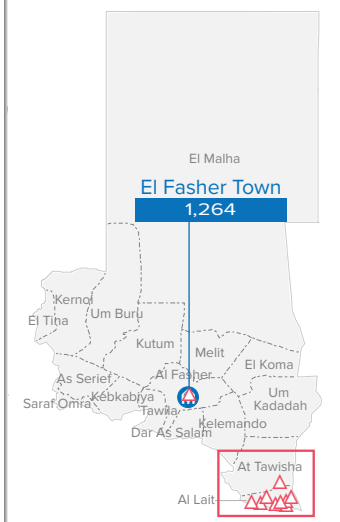 El Malha
El Fasher Town
1,264
Kernoi
El Tina
Um Buru
Kutum
Melit
El Koma
As Serief
Al Fasher
Um
Kadadah
Saraf Omra
Kebkabiya
Tawila
Kelemando
Dar As Salam
At Tawisha
Al Lait